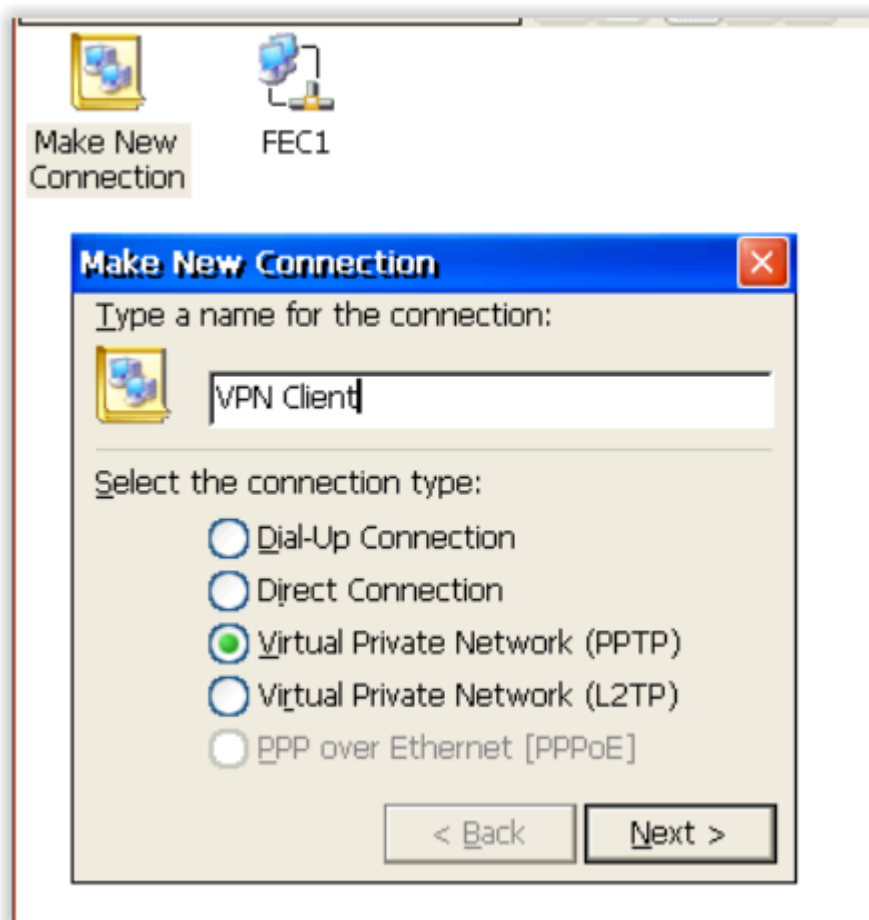 Make New
Connection
FEC1
Make New Connection
Type a name for the connection:
VPN Client
Select the connection type:
Dial-Up Connection
Direct Connection
Virtual Private Network (PPTP)
Virtual Private Network (L2TP)
PPP over Ethernet [PPPoE]
< Back
Next >